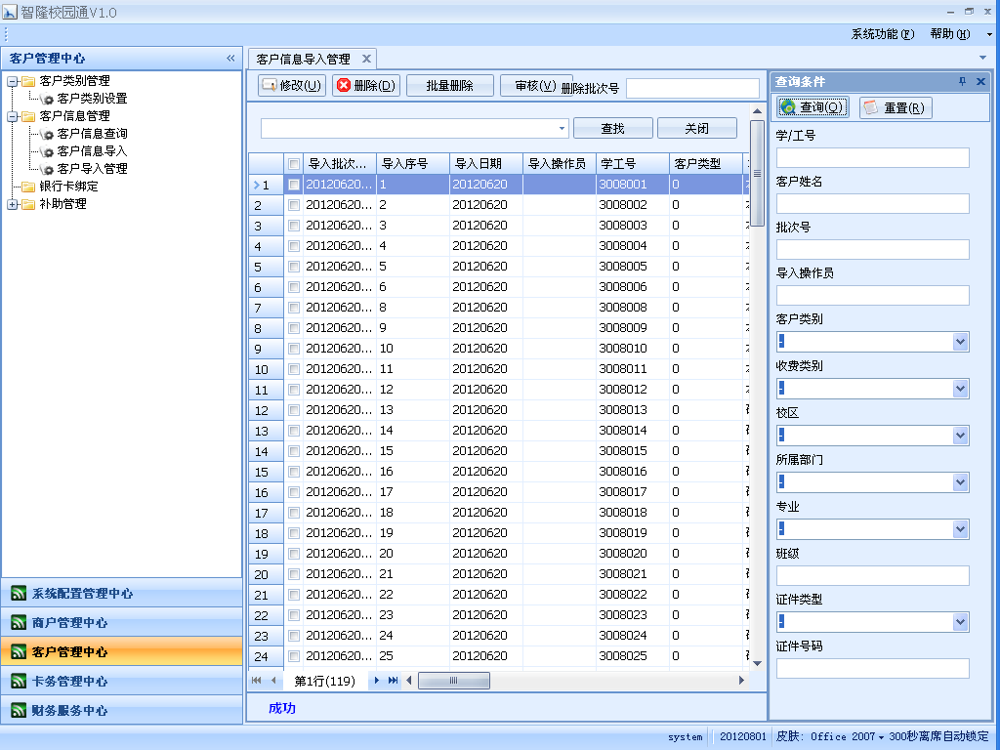 智隆校园通V1.0
系统功能(F) 帮助(H)
客户管理中心
客户类别管理
客户类别设置
客户信息管理
客户信息查询
客户信息导入
客户导入管理
银行卡绑定
补助管理
系统配置管理中心
商户管理中心
客户管理中心
卡务管理中心
财务服务中心
客户信息导入管理
修改(U) 删除(D) 批量删除 审核(V) 删除批次号
查找 关闭
导入批次... 导入序号 导入日期 导入操作员 学工号 客户类型
1 20120620... 1 20120620 3008001 0
2 20120620... 2 20120620 3008002 0
3 20120620... 3 20120620 3008003 0
4 20120620... 4 20120620 3008004 0
5 20120620... 5 20120620 3008005 0
6 20120620... 6 20120620 3008006 0
7 20120620... 8 20120620 3008008 0
8 20120620... 9 20120620 3008009 0
9 20120620... 10 20120620 3008010 0
10 20120620... 11 20120620 3008011 0
11 20120620... 12 20120620 3008012 0
12 20120620... 13 20120620 3008013 0
13 20120620... 14 20120620 3008014 0
14 20120620... 15 20120620 3008015 0
15 20120620... 16 20120620 3008016 0
16 20120620... 17 20120620 3008017 0
17 20120620... 18 20120620 3008018 0
18 20120620... 19 20120620 3008019 0
19 20120620... 20 20120620 3008020 0
20 20120620... 21 20120620 3008021 0
21 20120620... 22 20120620 3008022 0
22 20120620... 23 20120620 3008023 0
23 20120620... 24 20120620 3008024 0
24 20120620... 25 20120620 3008025 0
第1行(119)
成功
查询条件
查询(Q) 重置(R)
学/工号
客户姓名
批次号
导入操作员
客户类别
-
收费类别
-
校区
-
所属部门
-
专业
-
班级
证件类型
-
证件号码
system 20120801 皮肤: Office 2007 300秒离席自动锁定